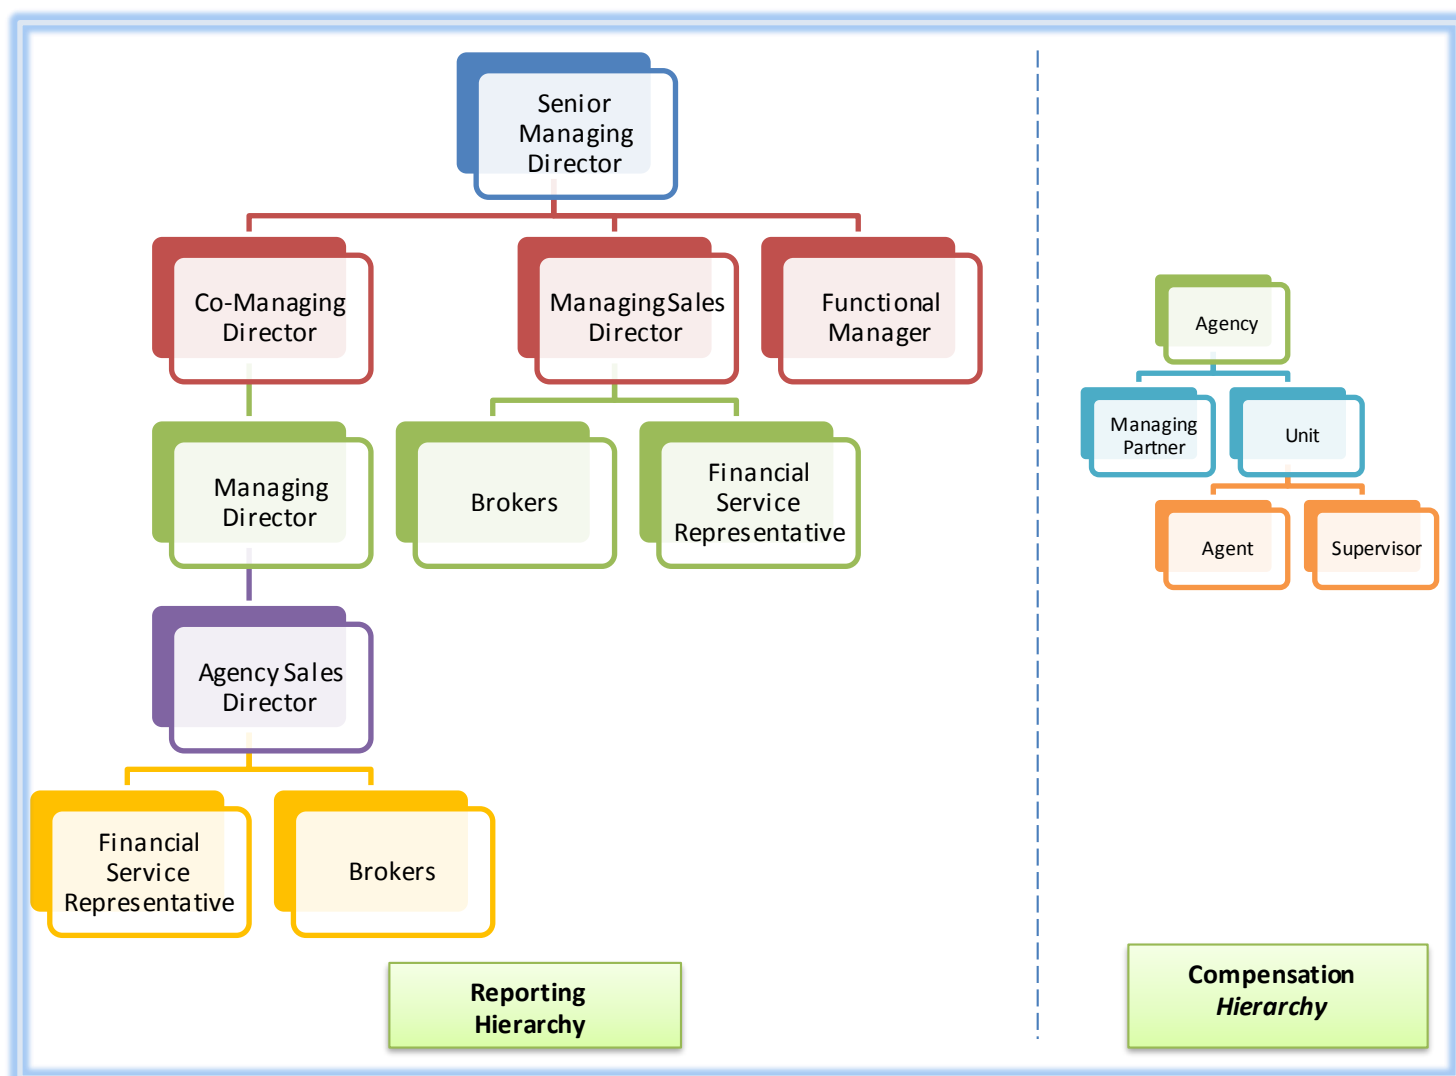 Senior
Managing
Director
Co-Managing
Director
Managing Sales
Director
Functional
Manager
Managing
Director
Brokers
Financial
Service
Representative
Agency Sales
Director
Financial
Service
Representative
Brokers
Reporting
Hierarchy
Agency
Managing
Partner
Unit
Agent
Supervisor
Compensation
Hierarchy